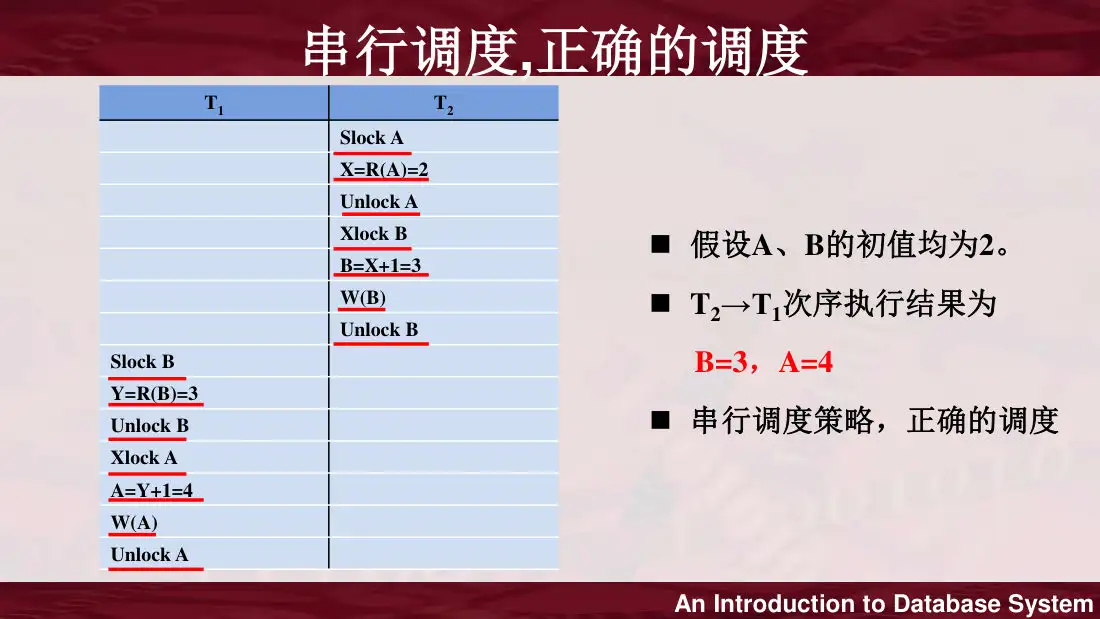 串行调度,正确的调度
T₁ T₂
Slock A
X=R(A)=2
Unlock A
Xlock B
B=X+1=3
W(B)
Unlock B
Slock B
Y=R(B)=3
Unlock B
Xlock A
A=Y+1=4
W(A)
Unlock A
■ 假设A、B的初值均为2。
■ T₂→T₁次序执行结果为
B=3，A=4
■ 串行调度策略，正确的调度
An Introduction to Database System